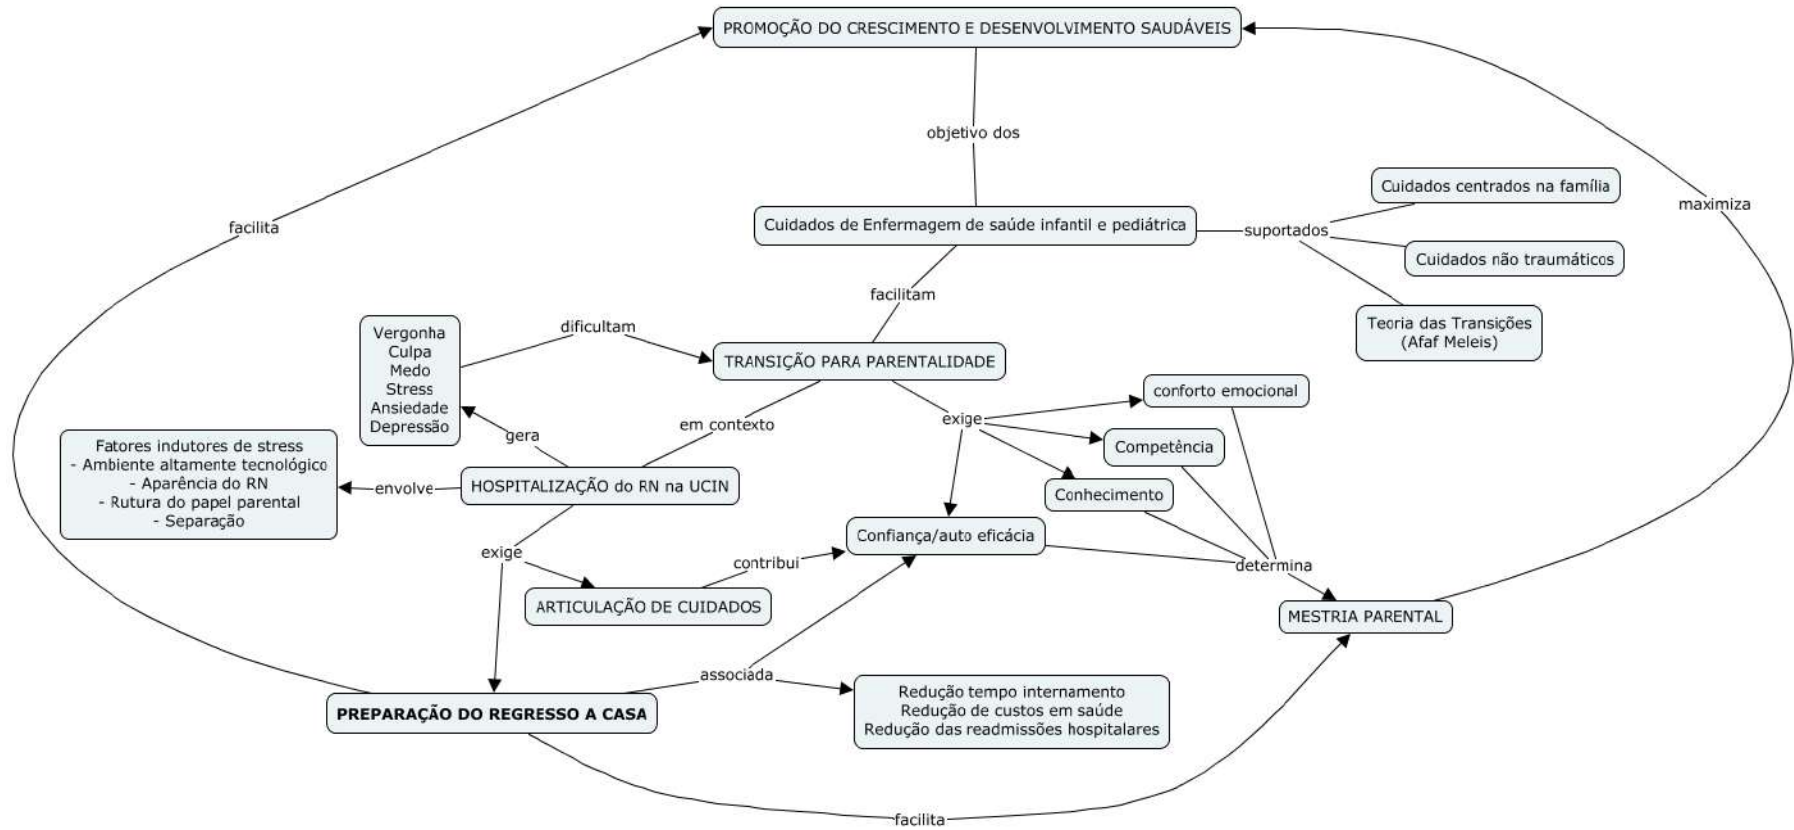 PROMOÇÃO DO CRESCIMENTO E DESENVOLVIMENTO SAUDÁVEIS
objetivo dos
Cuidados centrados na família
facilita
maximiza
Cuidados de Enfermagem de saúde infantil e pediátrica
suportados
Cuidados não traumáticos
facilitam
Teoria das Transições
(Afaf Meleis)
Vergonha
Culpa
Medo
Stress
Ansiedade
Depressão
dificultam
TRANSIÇÃO PARA PARENTALIDADE
conforto emocional
exige
em contexto
gera
Competência
Fatores indutores de stress
- Ambiente altamente tecnológico
- Aparência do RN
- Rutura do papel parental
- Separação
envolve
HOSPITALIZAÇÃO do RN na UCIN
Conhecimento
Confiança/auto eficácia
exige
contribui
determina
ARTICULAÇÃO DE CUIDADOS
MESTRIA PARENTAL
associada
PREPARAÇÃO DO REGRESSO A CASA
Redução tempo internamento
Redução de custos em saúde
Redução das readmissões hospitalares
facilita